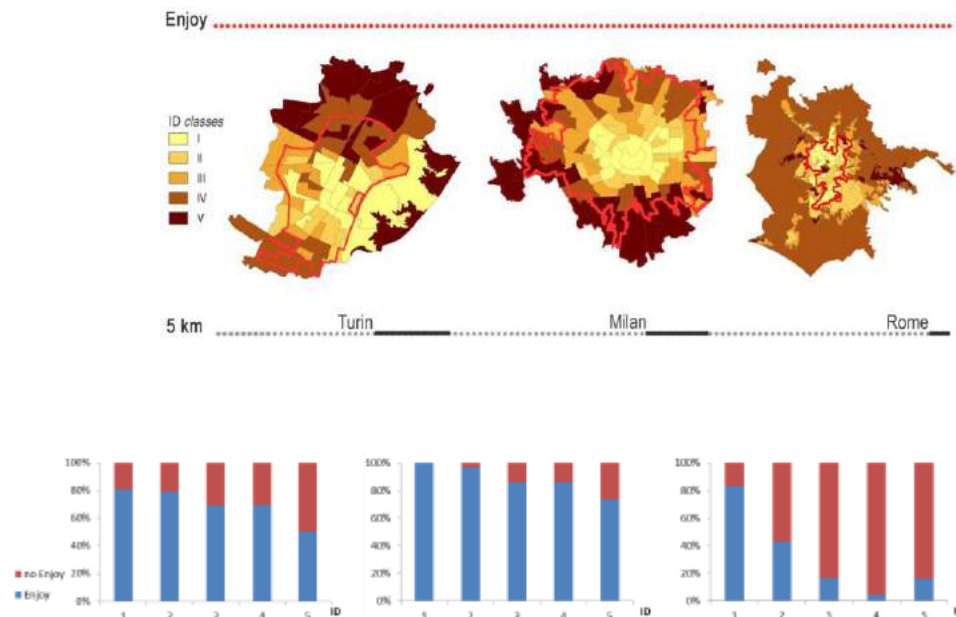 Enjoy
ID classes
I
II
III
IV
V
5 km Turin Milan Rome
100% 100% 100%
80% 80% 80%
60% 60% 60%
40% 40% 40%
no Enjoy 20% 20% 20%
Enjoy 0% 0% 0%
1 2 3 4 5 ID 1 2 3 4 5 ID 1 2 3 4 5